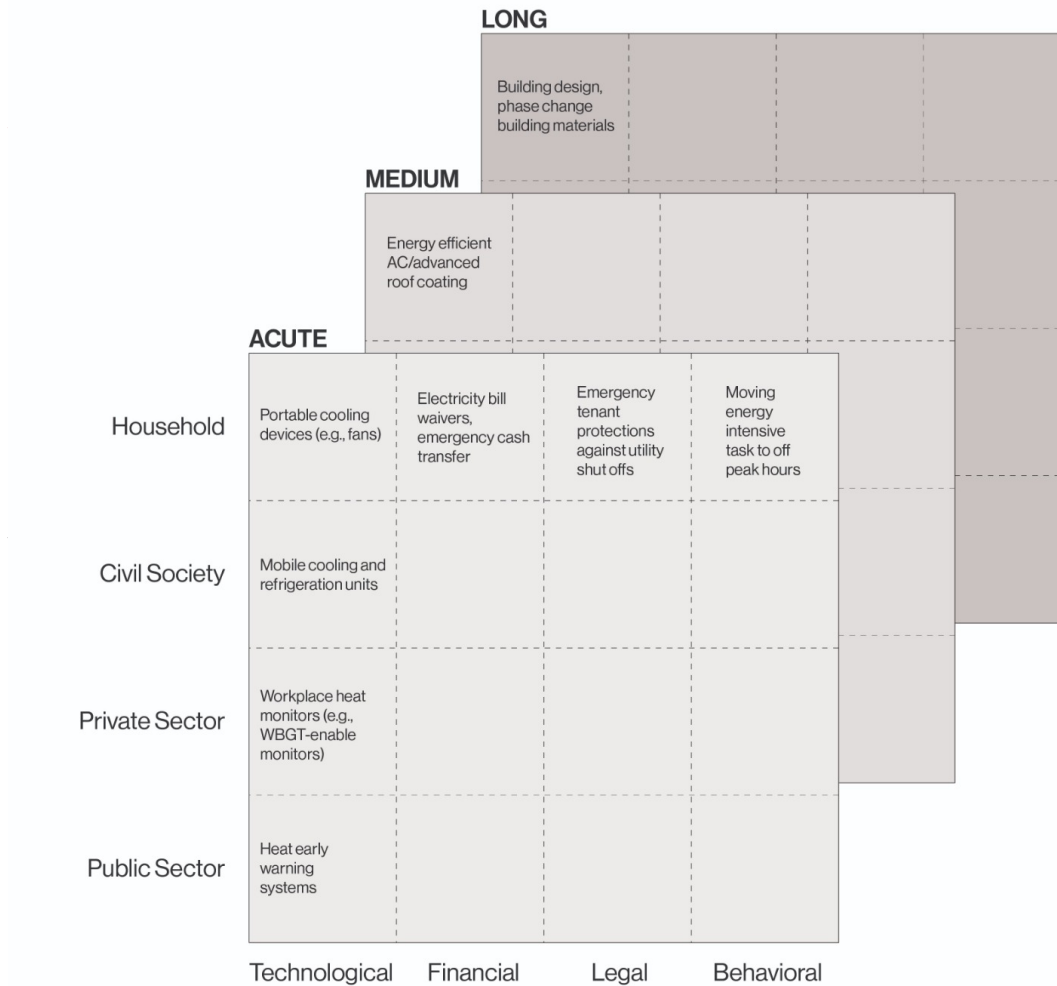 LONG
Building design,
phase change
building materials
MEDIUM
Energy efficient
AC/advanced
roof coating
ACUTE
Household
Portable cooling
devices (e.g., fans)
Electricity bill
waivers,
emergency cash
transfer
Emergency
tenant
protections
against utility
shut offs
Moving
energy
intensive
task to off
peak hours
Civil Society
Mobile cooling and
refrigeration units
Private Sector
Workplace heat
monitors (e.g.,
WBGT-enable
monitors)
Public Sector
Heat early
warning
systems
Technological
Financial
Legal
Behavioral